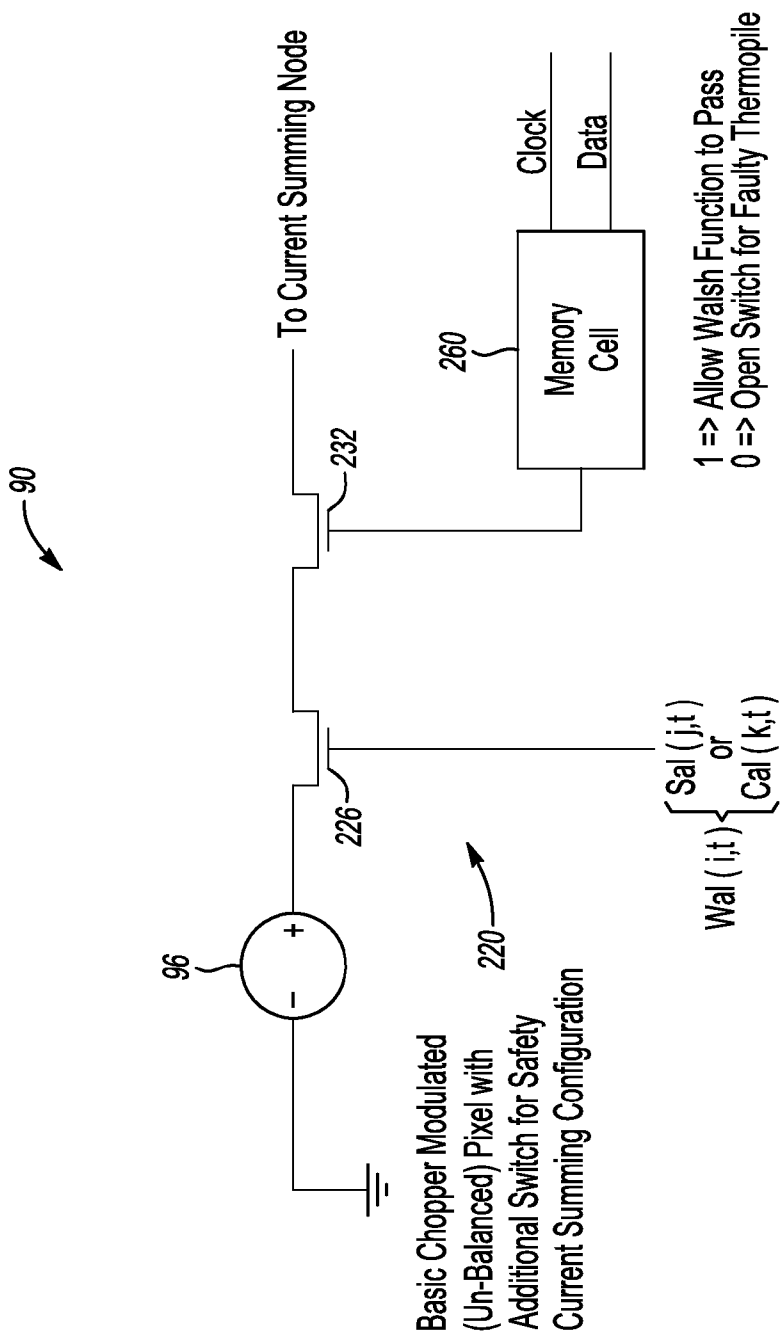 90
To Current Summing Node
96
+
−
226
232
260
Memory
Cell
Clock
Data
220
Basic Chopper Modulated
(Un-Balanced) Pixel with
Additional Switch for Safety
Current Summing Configuration
Wal ( i,t )
Sal ( j,t )
or
Cal ( k,t )
1 => Allow Walsh Function to Pass
0 => Open Switch for Faulty Thermopile